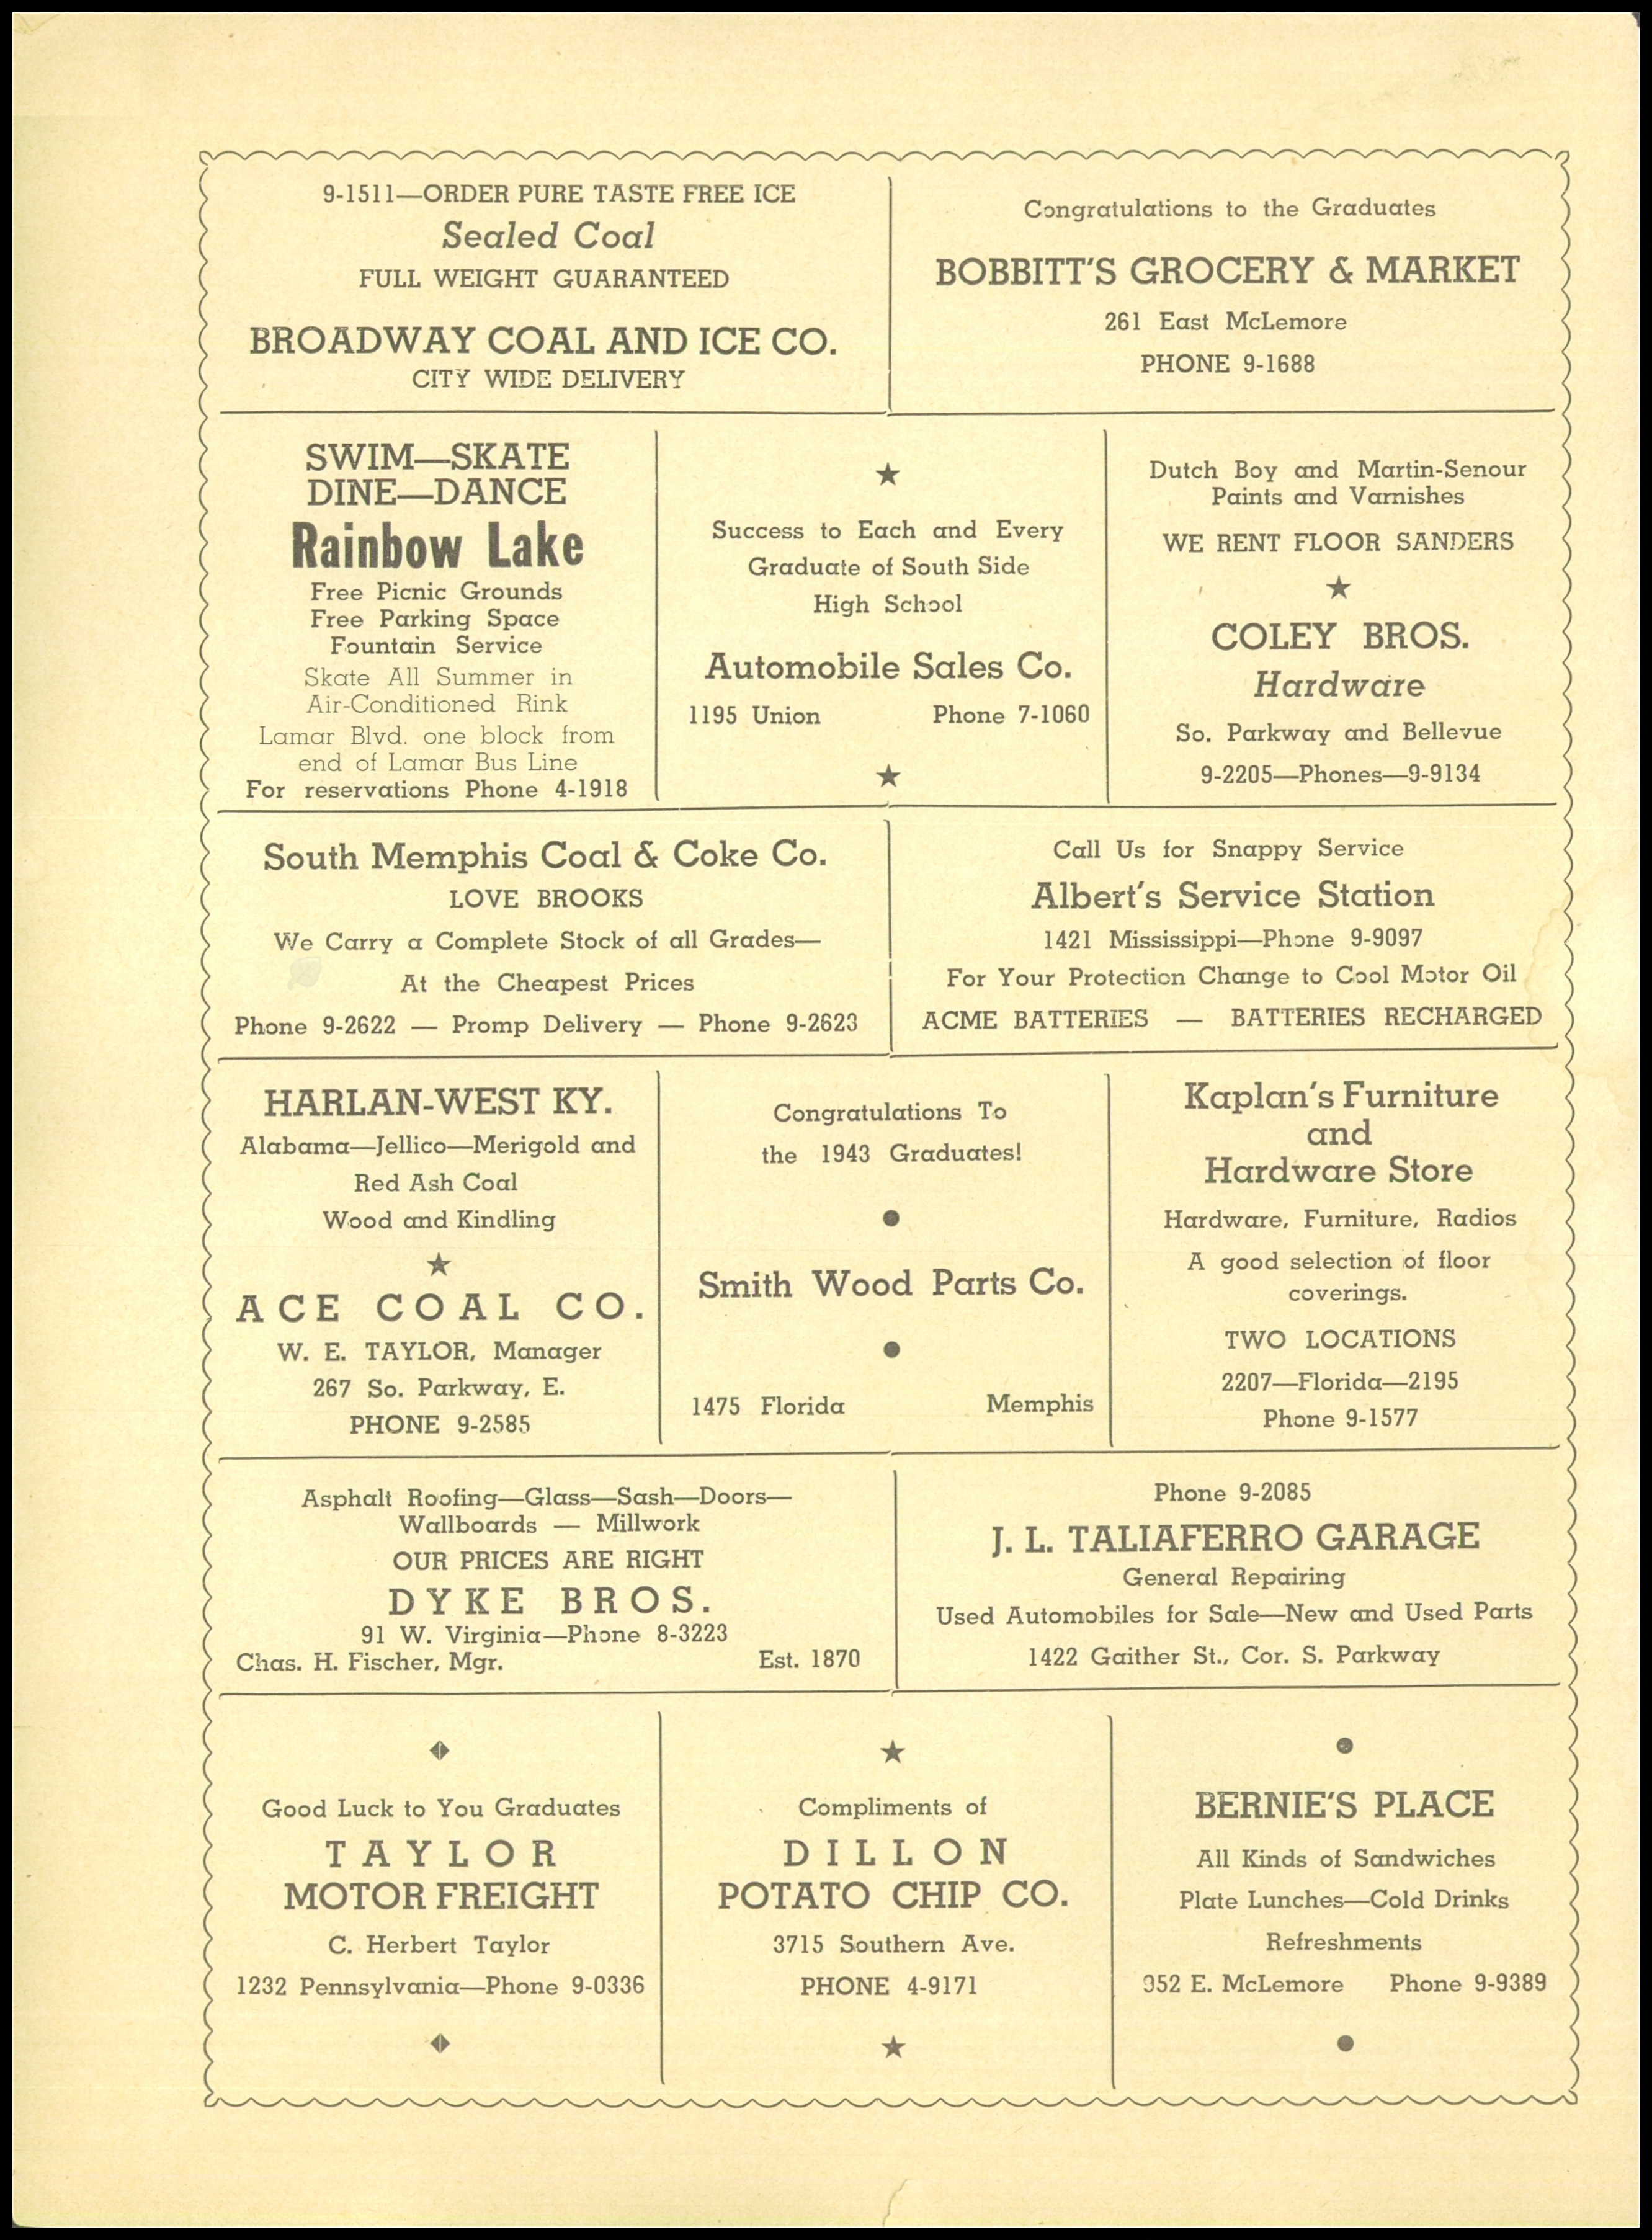 9-1511—ORDER PURE TASTE FREE ICE
Sealed Coal
FULL WEIGHT GUARANTEED
BROADWAY COAL AND ICE CO.
CITY WIDE DELIVERY
Congratulations to the Graduates
BOBBITT'S GROCERY & MARKET
261 East McLemore
PHONE 9-1688
SWIM—SKATE
DINE—DANCE
Rainbow Lake
Free Picnic Grounds
Free Parking Space
Fountain Service
Skate All Summer in
Air-Conditioned Rink
Lamar Blvd. one block from
end of Lamar Bus Line
For reservations Phone 4-1918
★
Success to Each and Every
Graduate of South Side
High School
Automobile Sales Co.
1195 Union Phone 7-1060
★
Dutch Boy and Martin-Senour
Paints and Varnishes
WE RENT FLOOR SANDERS
★
COLEY BROS.
Hardware
So. Parkway and Bellevue
9-2205—Phones—9-9134
South Memphis Coal & Coke Co.
LOVE BROOKS
We Carry a Complete Stock of all Grades—
At the Cheapest Prices
Phone 9-2622 — Promp Delivery — Phone 9-2623
Call Us for Snappy Service
Albert's Service Station
1421 Mississippi—Phone 9-9097
For Your Protection Change to Cool Motor Oil
ACME BATTERIES — BATTERIES RECHARGED
HARLAN-WEST KY.
Alabama—Jellico—Merigold and
Red Ash Coal
Wood and Kindling
★
ACE COAL CO.
W. E. TAYLOR, Manager
267 So. Parkway, E.
PHONE 9-2585
Congratulations To
the 1943 Graduates!
●
Smith Wood Parts Co.
●
1475 Florida Memphis
Kaplan's Furniture
and
Hardware Store
Hardware, Furniture, Radios
A good selection of floor
coverings.
TWO LOCATIONS
2207—Florida—2195
Phone 9-1577
Asphalt Roofing—Glass—Sash—Doors—
Wallboards — Millwork
OUR PRICES ARE RIGHT
DYKE BROS.
91 W. Virginia—Phone 8-3223
Chas. H. Fischer, Mgr. Est. 1870
Phone 9-2085
J. L. TALIAFERRO GARAGE
General Repairing
Used Automobiles for Sale—New and Used Parts
1422 Gaither St., Cor. S. Parkway
Good Luck to You Graduates
TAYLOR
MOTOR FREIGHT
C. Herbert Taylor
1232 Pennsylvania—Phone 9-0336
★
Compliments of
DILLON
POTATO CHIP CO.
3715 Southern Ave.
PHONE 4-9171
★
●
BERNIE'S PLACE
All Kinds of Sandwiches
Plate Lunches—Cold Drinks
Refreshments
952 E. McLemore Phone 9-9389
●